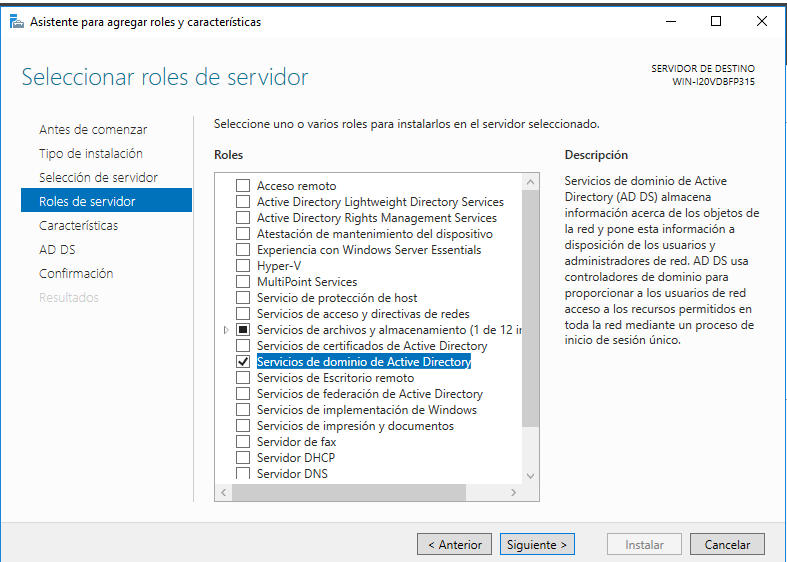 Asistente para agregar roles y características
Seleccionar roles de servidor
SERVIDOR DE DESTINO
WIN-I20VDBFP315
Antes de comenzar
Tipo de instalación
Selección de servidor
Roles de servidor
Características
AD DS
Confirmación
Resultados
Seleccione uno o varios roles para instalarlos en el servidor seleccionado.
Roles
Acceso remoto
Active Directory Lightweight Directory Services
Active Directory Rights Management Services
Atestación de mantenimiento del dispositivo
Experiencia con Windows Server Essentials
Hyper-V
MultiPoint Services
Servicio de protección de host
Servicios de acceso y directivas de redes
Servicios de archivos y almacenamiento (1 de 12 in
Servicios de certificados de Active Directory
Servicios de dominio de Active Directory
Servicios de Escritorio remoto
Servicios de federación de Active Directory
Servicios de implementación de Windows
Servicios de impresión y documentos
Servidor de fax
Servidor DHCP
Servidor DNS
Descripción
Servicios de dominio de Active
Directory (AD DS) almacena
información acerca de los objetos de
la red y pone esta información a
disposición de los usuarios y
administradores de red. AD DS usa
controladores de dominio para
proporcionar a los usuarios de red
acceso a los recursos permitidos en
toda la red mediante un proceso de
inicio de sesión único.
< Anterior
Siguiente >
Instalar
Cancelar